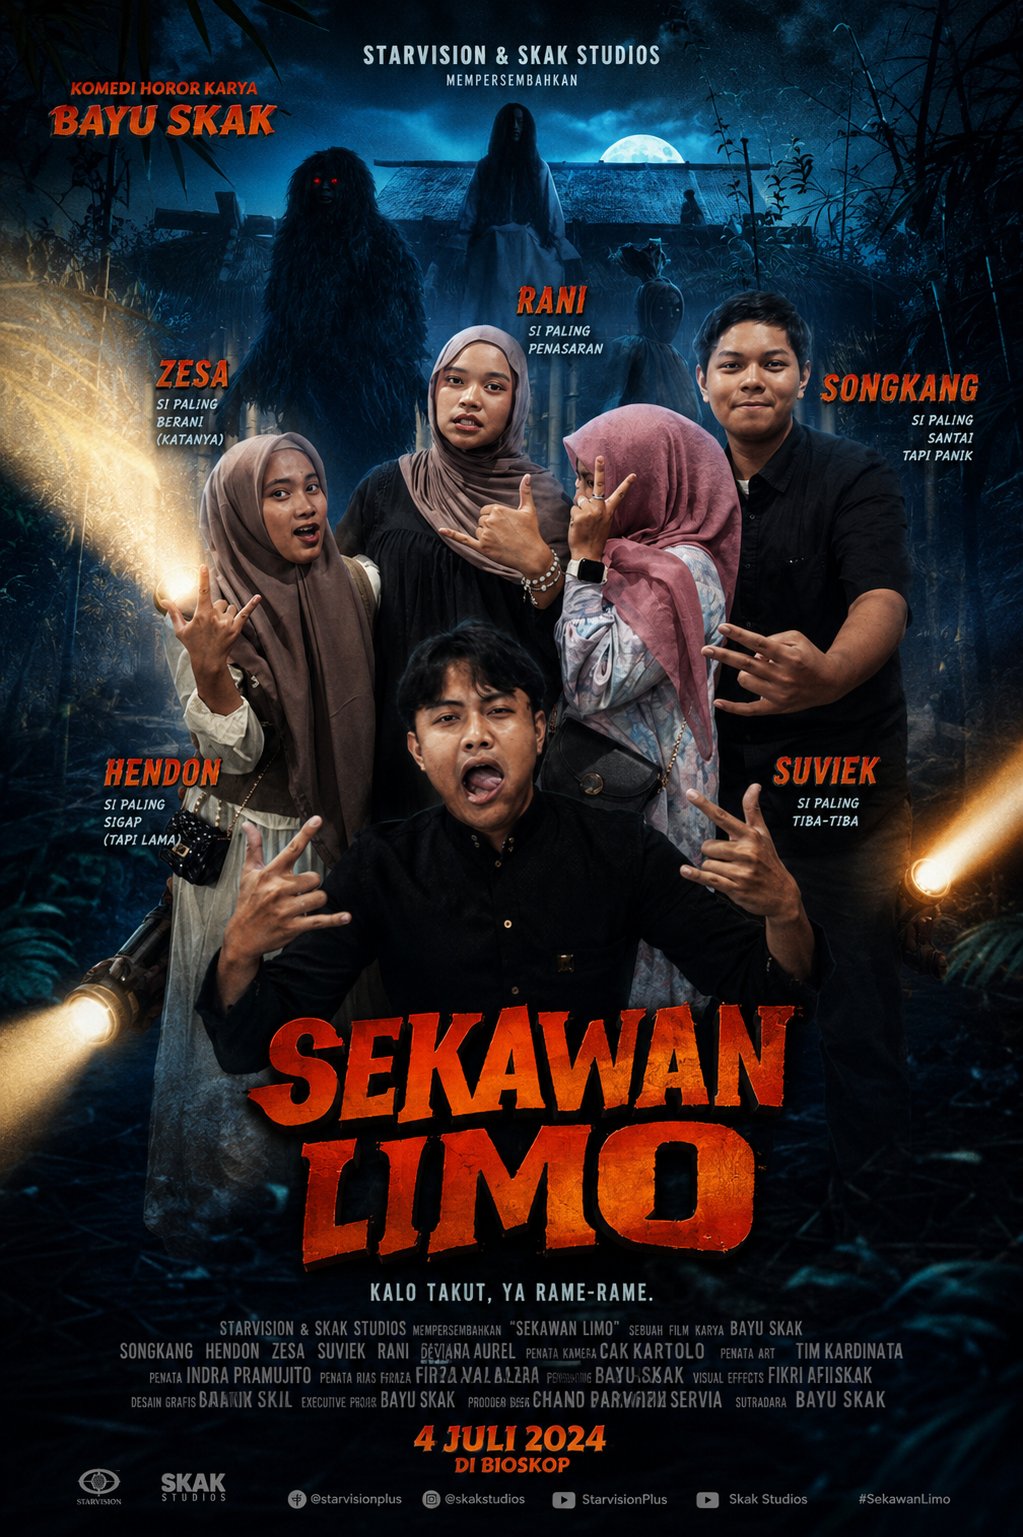 STARVISION & SKAK STUDIOS
MEMPERSEMBAHKAN
KOMEDI HOROR KARYA
BAYU SKAK
RANI
SI PALING
PENASARAN
ZESA
SI PALING
BERANI
(KATANYA)
SONGKANG
SI PALING
SANTAI
TAPI PANIK
HENDON
SI PALING
SIGAP
(TAPI LAMA)
SUVIEK
SI PALING
TIBA-TIBA
SEKAWAN
LIMO
KALO TAKUT, YA RAME-RAME.
STARVISION & SKAK STUDIOS MEMPERSEMBAHKAN "SEKAWAN LIMO" SEBUAH FILM KARYA BAYU SKAK
SONGKANG HENDON ZESA SUVIEK RANI AUREL PENATA KAMERA CAK KARTOLO PENATA ART TIM KARDINATA
PENATA INDRA PRAMUJITO PENATA RIAS BAYU SKAK VISUAL EFFECTS FIKRI
DESAIN GRAFIS SKIL EXECUTIVE BAYU SKAK CHAND SERVIA SUTRADARA BAYU SKAK
4 JULI 2024
DI BIOSKOP
STARVISION
SKAK
STUDIOS
@starvisionplus
@skakstudios
StarvisionPlus
Skak Studios
#SekawanLimo